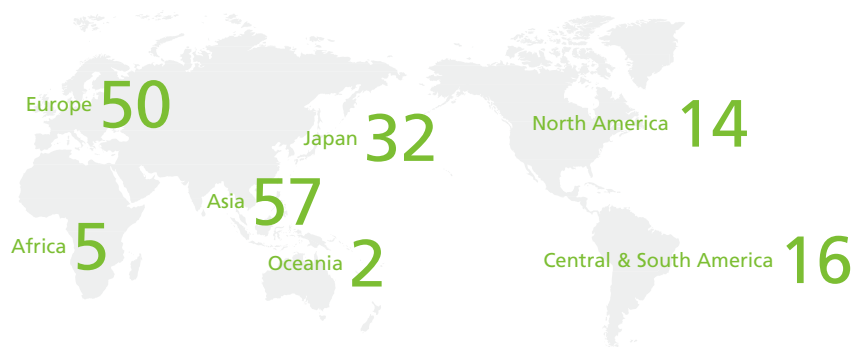 Europe 50
Japan 32
North America 14
Asia 57
Africa 5
Oceania 2
Central & South America 16